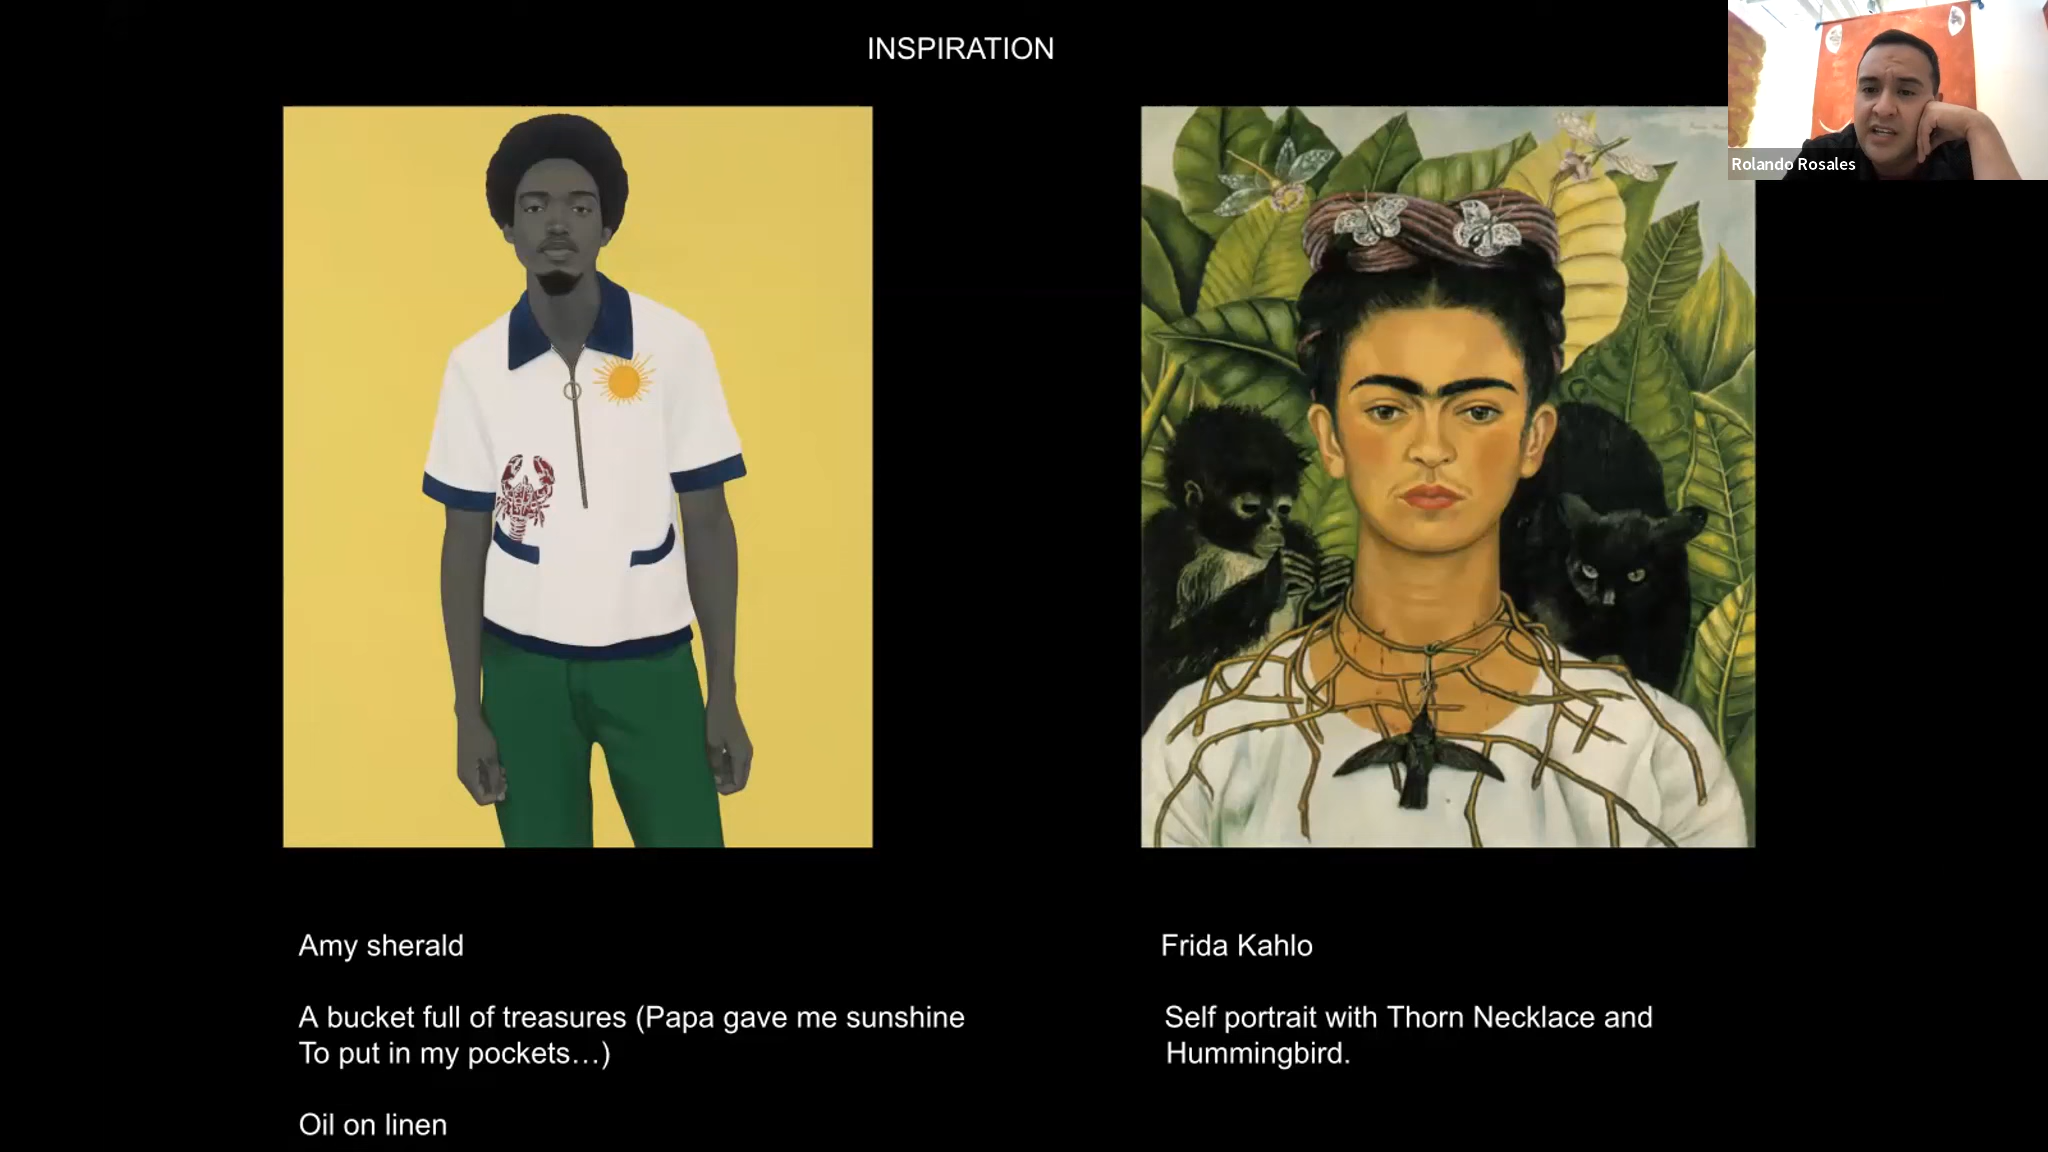 INSPIRATION
Rolando Rosales
Amy sherald
A bucket full of treasures (Papa gave me sunshine
To put in my pockets…)
Oil on linen
Frida Kahlo
Self portrait with Thorn Necklace and
Hummingbird.